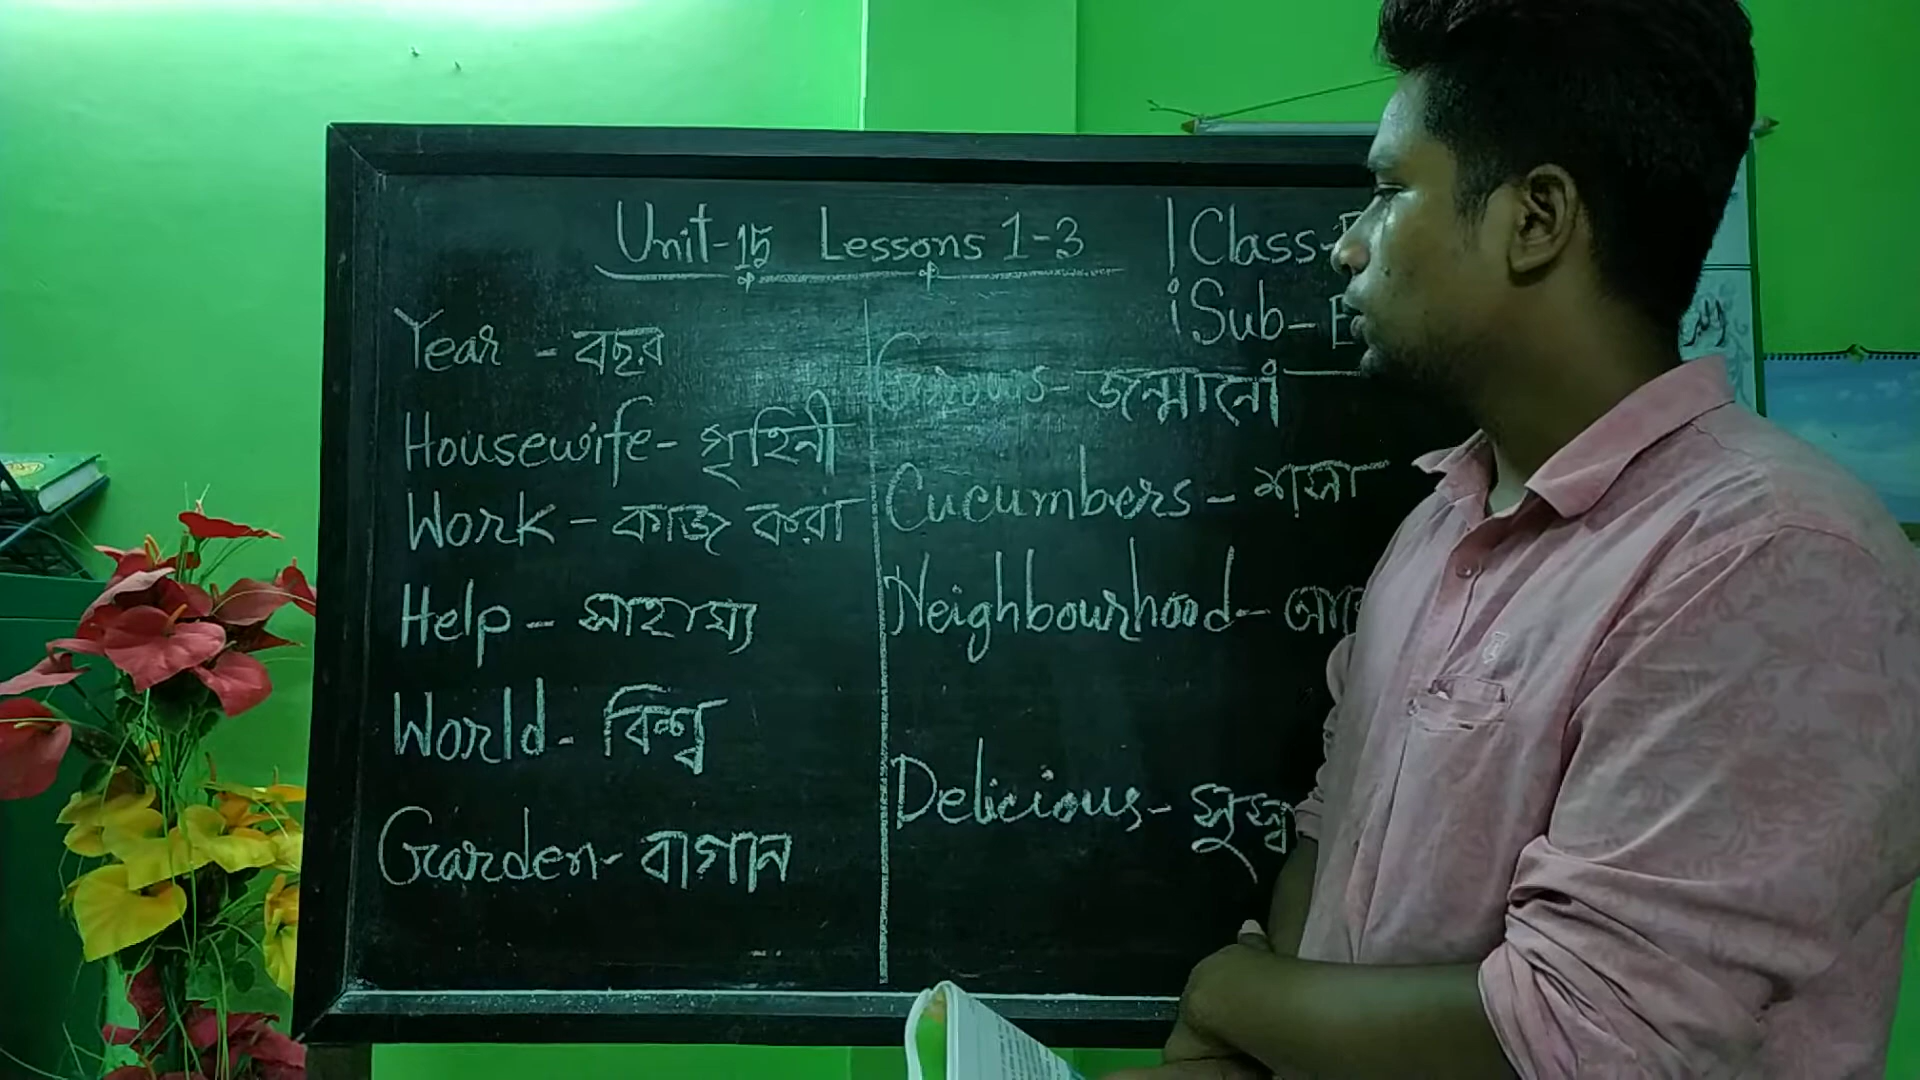 Unit-15 Lessons 1-3
Class-
Sub-
Year - বছর
Housewife- গৃহিনী
Work - কাজ করা
Help - সাহায্য
World - বিশ্ব
Garden- বাগান
জন্মানো
Cucumbers - শসা
Neighbourhood-
Delicious-